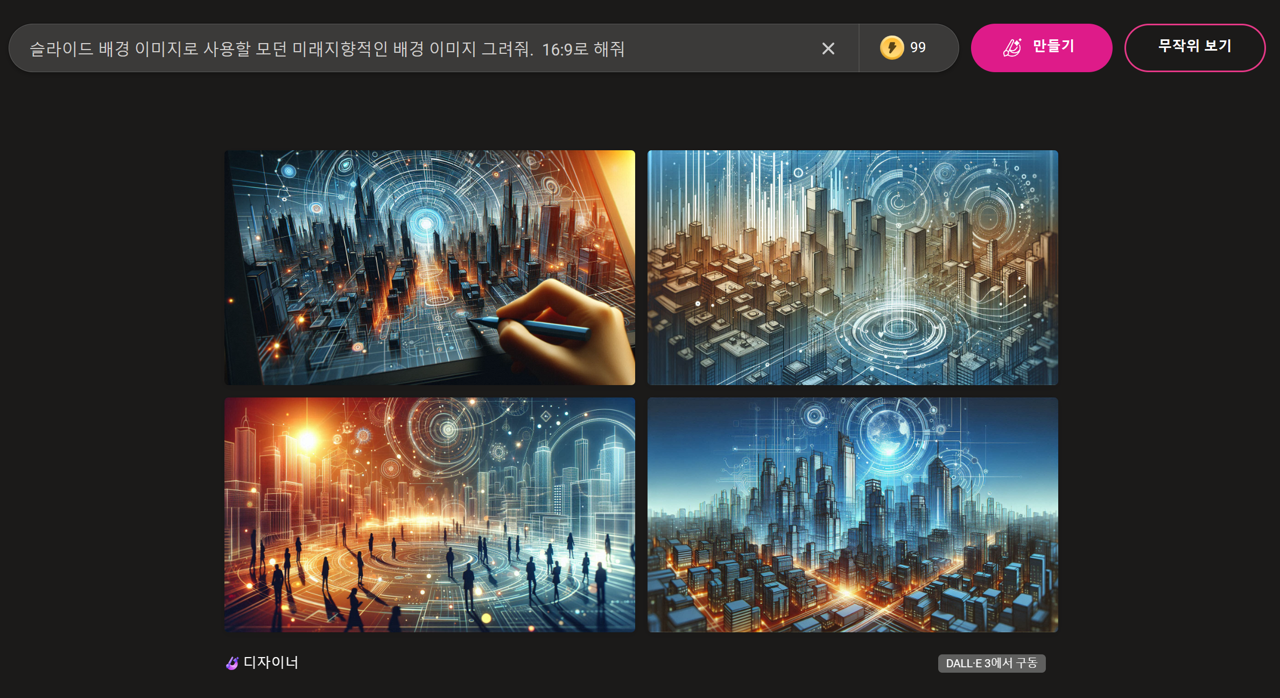 슬라이드 배경 이미지로 사용할 모던 미래지향적인 배경 이미지 그려줘. 16:9로 해줘
99
만들기
무작위 보기
디자이너
DALL·E 3에서 구동